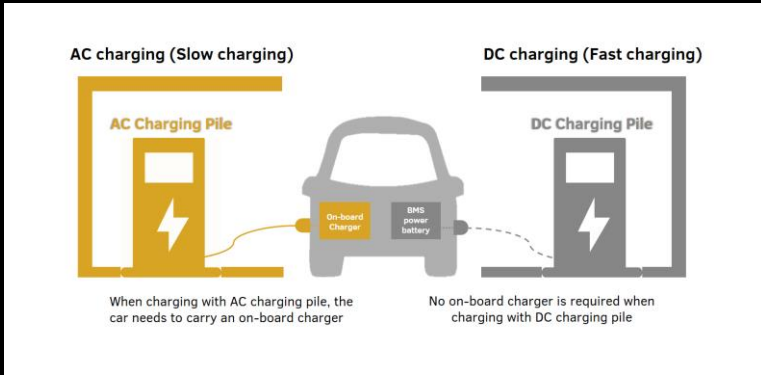 AC charging (Slow charging)
DC charging (Fast charging)
AC Charging Pile
DC Charging Pile
On-board
Charger
BMS
power
battery
When charging with AC charging pile, the
car needs to carry an on-board charger
No on-board charger is required when
charging with DC charging pile